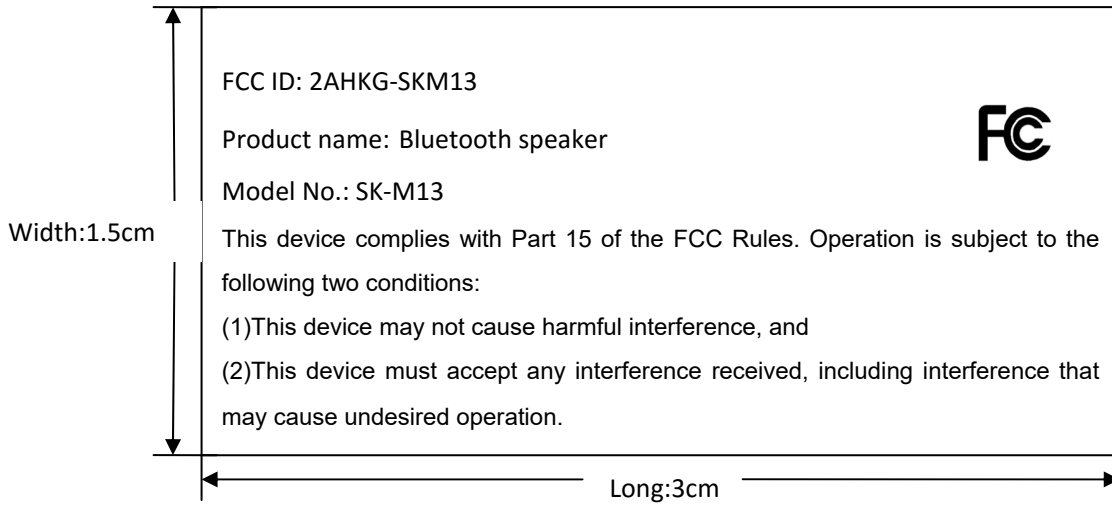 FCC ID: 2AHKG-SKM13
FC
Product name: Bluetooth speaker
Model No.: SK-M13
Width:1.5cm
This device complies with Part 15 of the FCC Rules. Operation is subject to the
following two conditions:
(1)This device may not cause harmful interference, and
(2)This device must accept any interference received, including interference that
may cause undesired operation.
Long:3cm